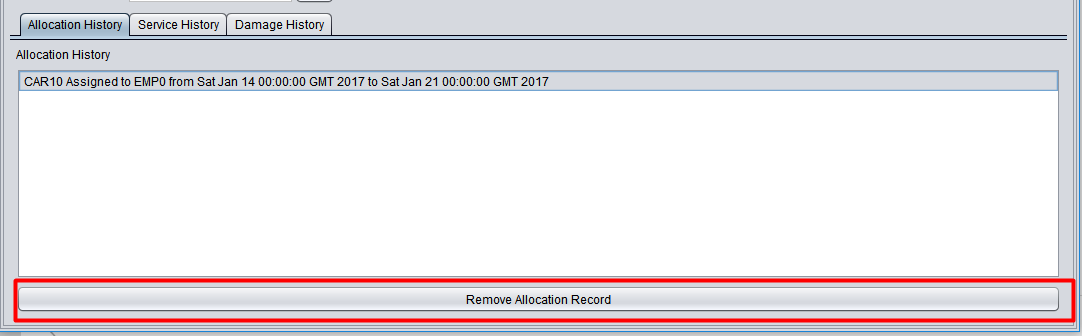 Allocation History Service History Damage History
Allocation History
CAR10 Assigned to EMP0 from Sat Jan 14 00:00:00 GMT 2017 to Sat Jan 21 00:00:00 GMT 2017
Remove Allocation Record